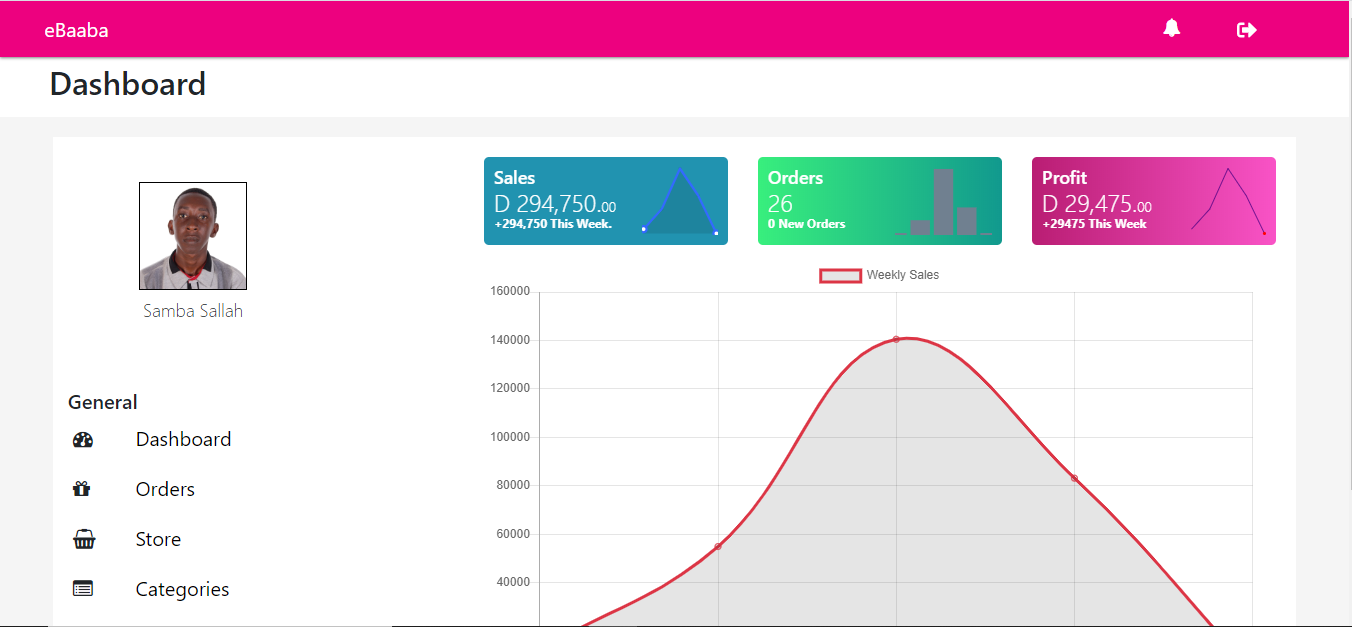 eBaaba
Dashboard
Samba Sallah
General
Dashboard
Orders
Store
Categories
Sales
D 294,750.00
+294,750 This Week.
Orders
26
0 New Orders
Profit
D 29,475.00
+29475 This Week
Weekly Sales
160000
140000
120000
100000
80000
60000
40000